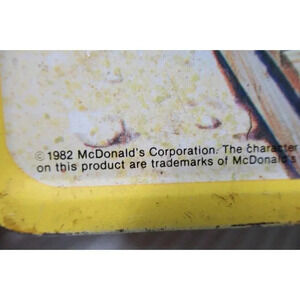 ©1982 McDonald's Corporation. The character
on this product are trademarks of McDonald's